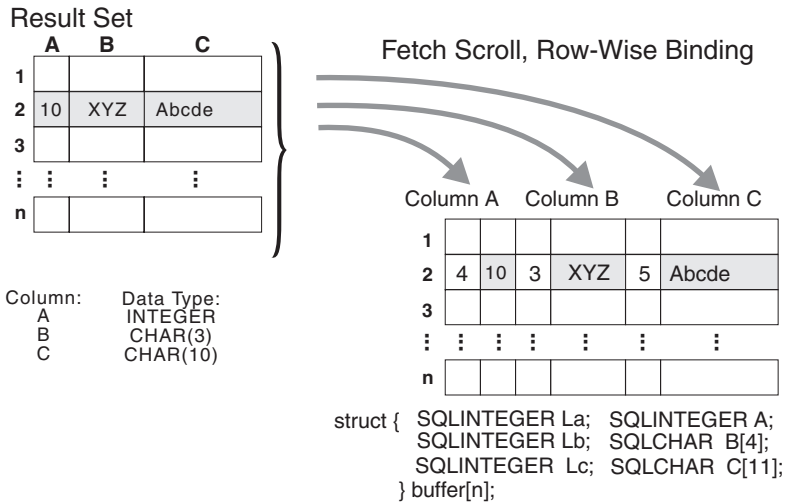 Result Set
A B C
1
2 10 XYZ Abcde
3
⋮ ⋮ ⋮ ⋮
n
Column: Data Type:
A INTEGER
B CHAR(3)
C CHAR(10)
Fetch Scroll, Row-Wise Binding
Column A Column B Column C
1
2 4 10 3 XYZ 5 Abcde
3
⋮ ⋮ ⋮ ⋮ ⋮ ⋮ ⋮
n
struct { SQLINTEGER La; SQLINTEGER A;
SQLINTEGER Lb; SQLCHAR B[4];
SQLINTEGER Lc; SQLCHAR C[11];
} buffer[n];